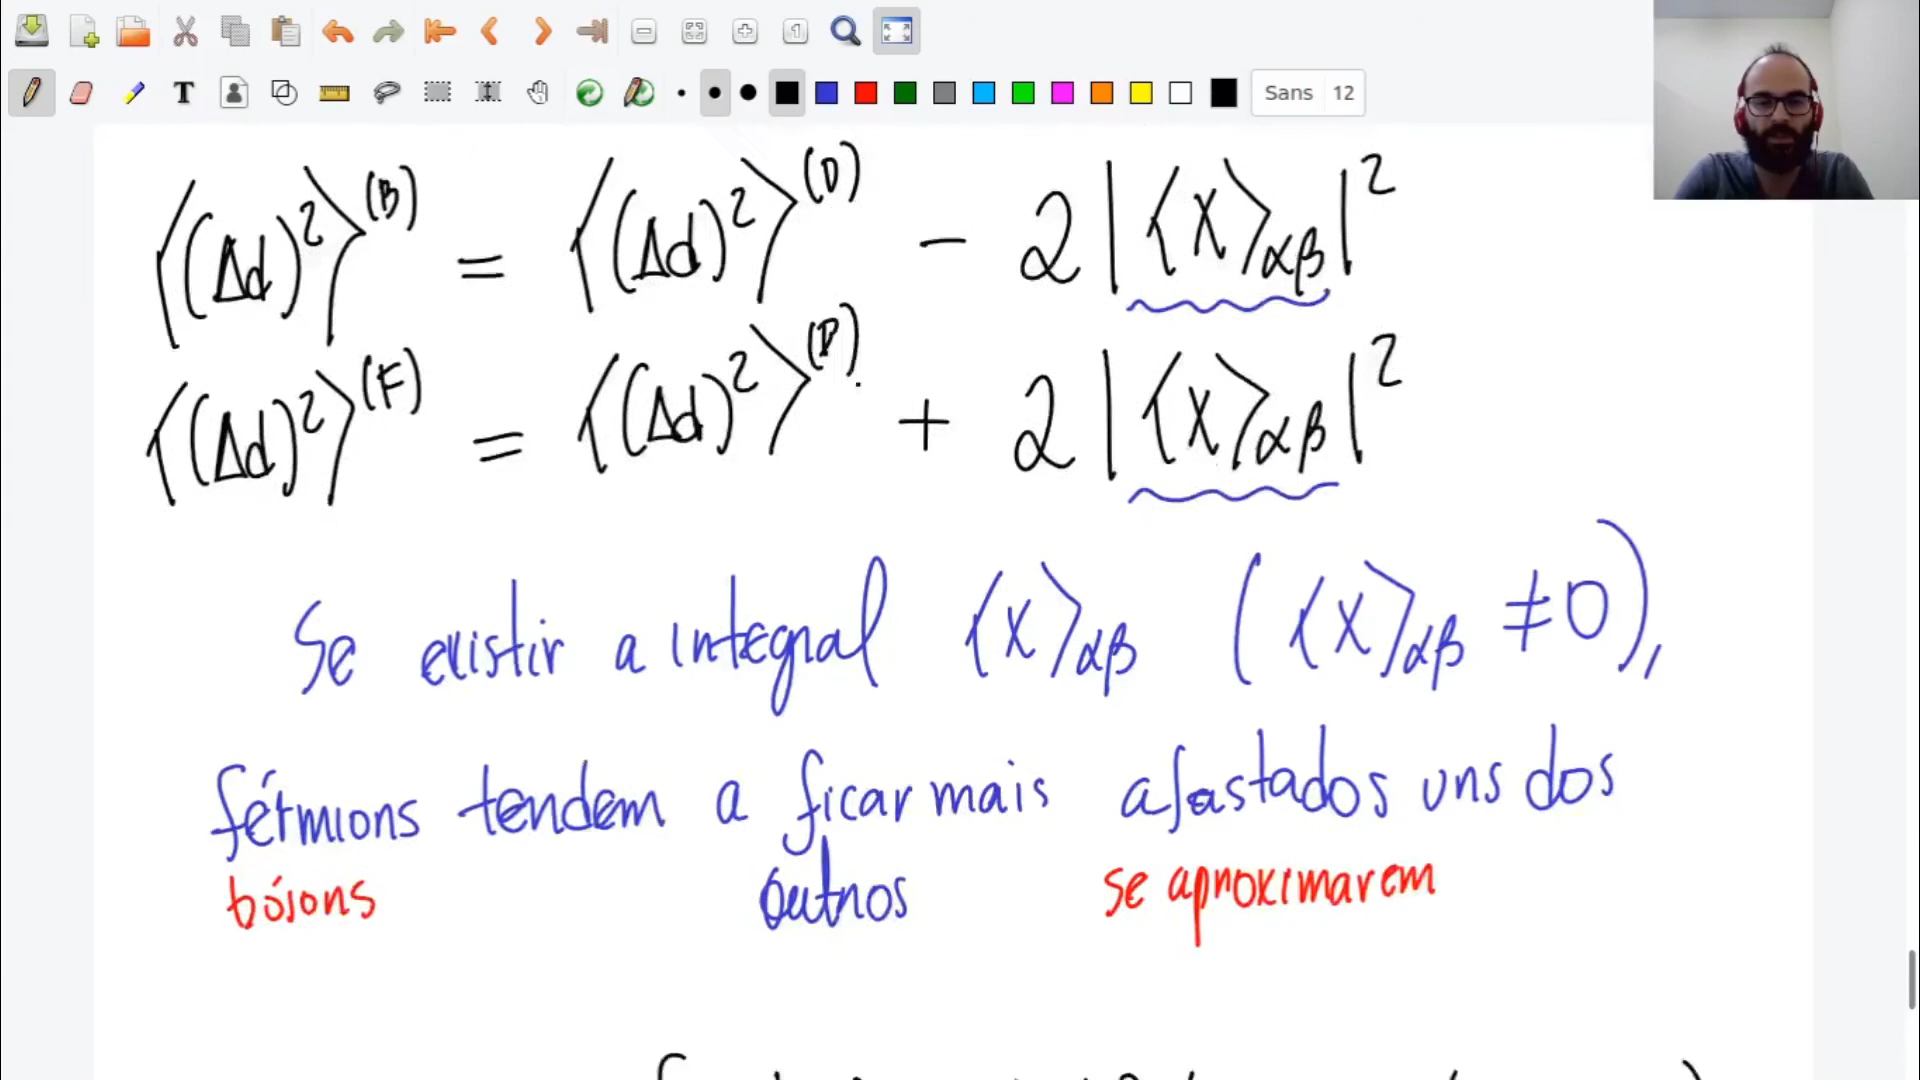 Sans 12
⟨(Δd)²⟩⁽ᴮ⁾ = ⟨(Δd)²⟩⁽ᴰ⁾ − 2|⟨x⟩αβ|²
⟨(Δd)²⟩⁽ꟳ⁾ = ⟨(Δd)²⟩⁽ᴰ⁾ + 2|⟨x⟩αβ|²
Se existir a integral ⟨x⟩αβ (⟨x⟩αβ ≠ 0),
férmions tendem a ficar mais afastados uns dos
bósons outros se aproximarem